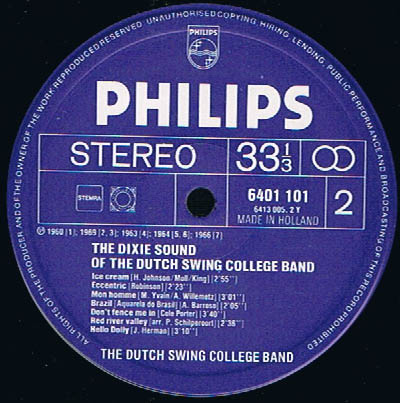 ALL RIGHTS OF THE PRODUCER AND OF THE OWNER OF THE WORK REPRODUCED RESERVED. UNAUTHORISED COPYING, HIRING, LENDING, PUBLIC PERFORMANCE AND BROADCASTING OF THIS RECORD PROHIBITED
PHILIPS
PHILIPS
STEREO 33 1/3
STEMRA
6401 101
6413 005.2Y
MADE IN HOLLAND
2
℗ 1960 (1); 1969 (2, 3); 1963 (4); 1964 (5, 6); 1966 (7)
THE DIXIE SOUND
OF THE DUTCH SWING COLLEGE BAND
Ice cream (H. Johnson/Moll/King) (2'55'')
Eccentric (Robinson) (2'23'')
Mon homme (M. Yvain/A. Willemetz) (3'01'')
Brazil (Aquarela do Brasil) (A. Barroso) (2'05'')
Don't fence me in (Cole Porter) (3'40'')
Red river valley (arr. P. Schilperoort) (2'38'')
Hello Dolly (J. Herman) (3'10'')
THE DUTCH SWING COLLEGE BAND